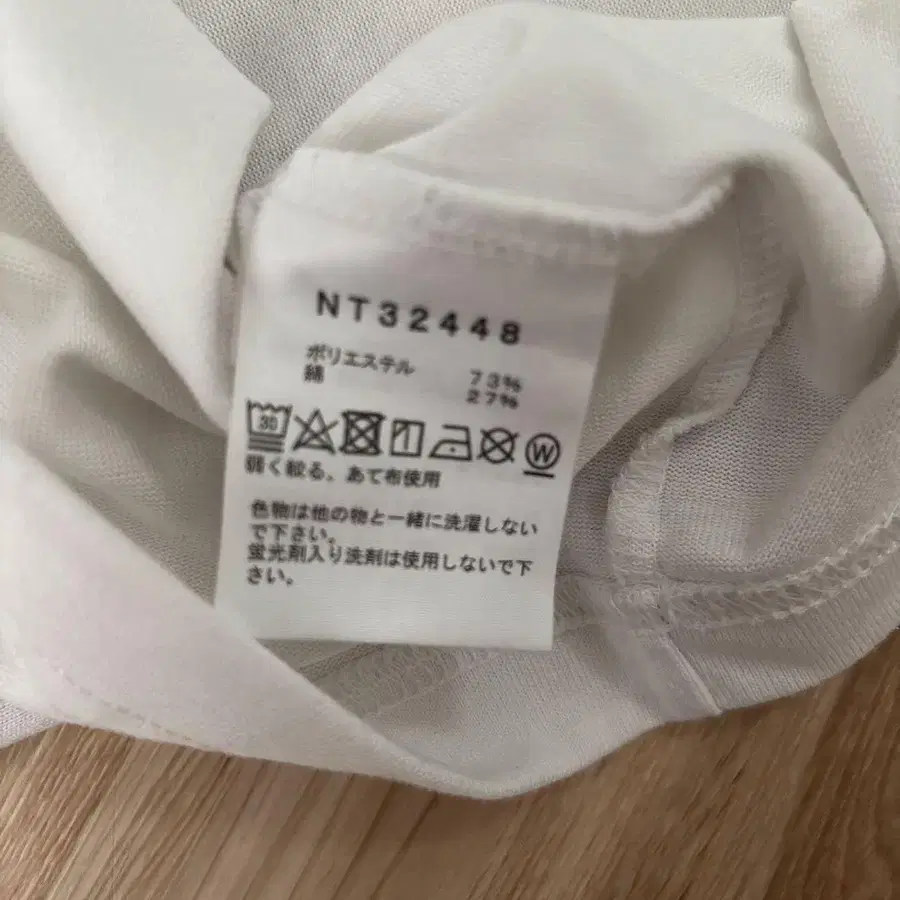 NT32448
ポリエステル 73%
綿 27%
30 W
弱く絞る、あて布使用
色物は他の物と一緒に洗濯しない
で下さい。
蛍光剤入り洗剤は使用しないで下
さい。